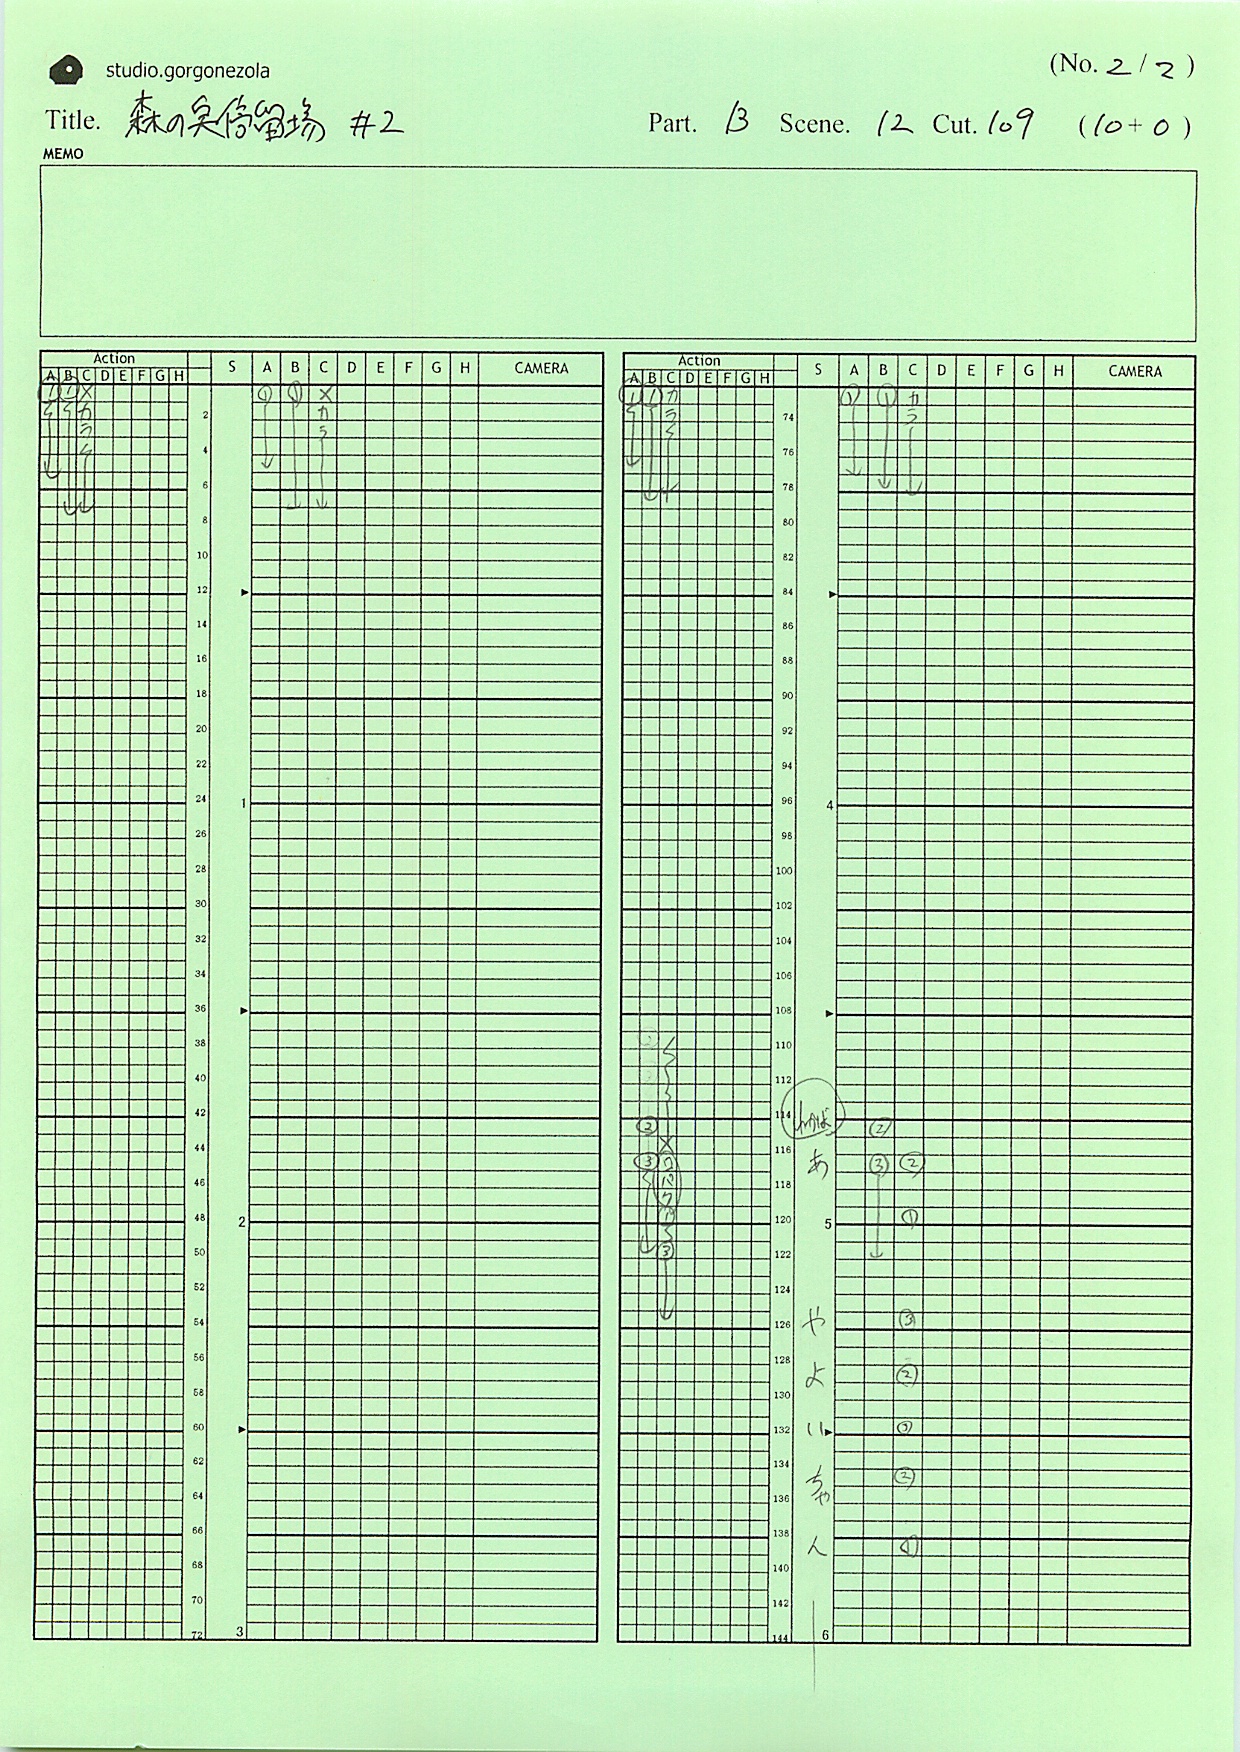 studio.gorgonezola
(No. 2 / 2 )
Title. 森の矢停留場 #2
Part. B Scene. 12 Cut. 109 (10+0)
MEMO
Action
S A B C D E F G H CAMERA
A B C D E F G H
1 1 × ① ① ×
カ 2 カ
ラ ラ
4
6
8
10
12
14
16
18
20
22
24 1
26
28
30
32
34
36
38
40
42
44
46
48 2
50
52
54
56
58
60
62
64
66
68
70
72 3
Action
S A B C D E F G H CAMERA
A B C D E F G H
1 1 カ ① ① カ
ラ 74 ラ
76
78
80
82
84
86
88
90
92
94
96 4
98
100
102
104
106
108
110
112
114
② ②
× 116
③ あ ③ ②
118
120 5 ①
③ 122
124
126 や ③
128
よ ②
130
132 い ③
134
ちゃ ②
136
138
ん ①
140
142
144 6